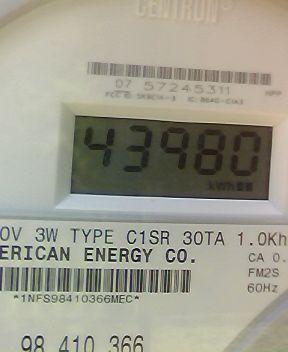 CENTRON®
07 57245311
43980
kWh
0V 3W TYPE C1SR 30TA 1.0Kh
ERICAN ENERGY CO.
CA 0.
FM2S
60Hz
*1NFS98410366MEC*
98 410 366